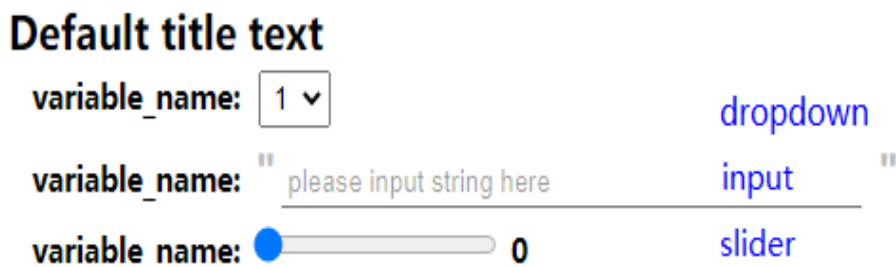 Default title text
variable_name: 1 dropdown
variable_name: " please input string here input "
variable_name: 0 slider